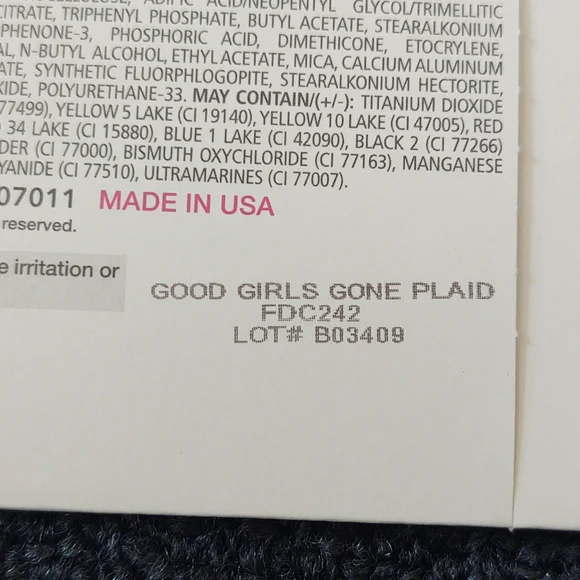 ADIPIC ACID/NEOPENTYL GLYCOL/TRIMELLITIC
CITRATE, TRIPHENYL PHOSPHATE, BUTYL ACETATE, STEARALKONIUM
PHENONE-3, PHOSPHORIC ACID, DIMETHICONE, ETOCRYLENE,
AL, N-BUTYL ALCOHOL, ETHYL ACETATE, MICA, CALCIUM ALUMINUM
ATE, SYNTHETIC FLUORPHLOGOPITE, STEARALKONIUM HECTORITE,
IDE, POLYURETHANE-33. MAY CONTAIN/(+/-): TITANIUM DIOXIDE
77499), YELLOW 5 LAKE (CI 19140), YELLOW 10 LAKE (CI 47005), RED
34 LAKE (CI 15880), BLUE 1 LAKE (CI 42090), BLACK 2 (CI 77266)
DER (CI 77000), BISMUTH OXYCHLORIDE (CI 77163), MANGANESE
YANIDE (CI 77510), ULTRAMARINES (CI 77007).
07011 MADE IN USA
reserved.
e irritation or
GOOD GIRLS GONE PLAID
FDC242
LOT# B03409